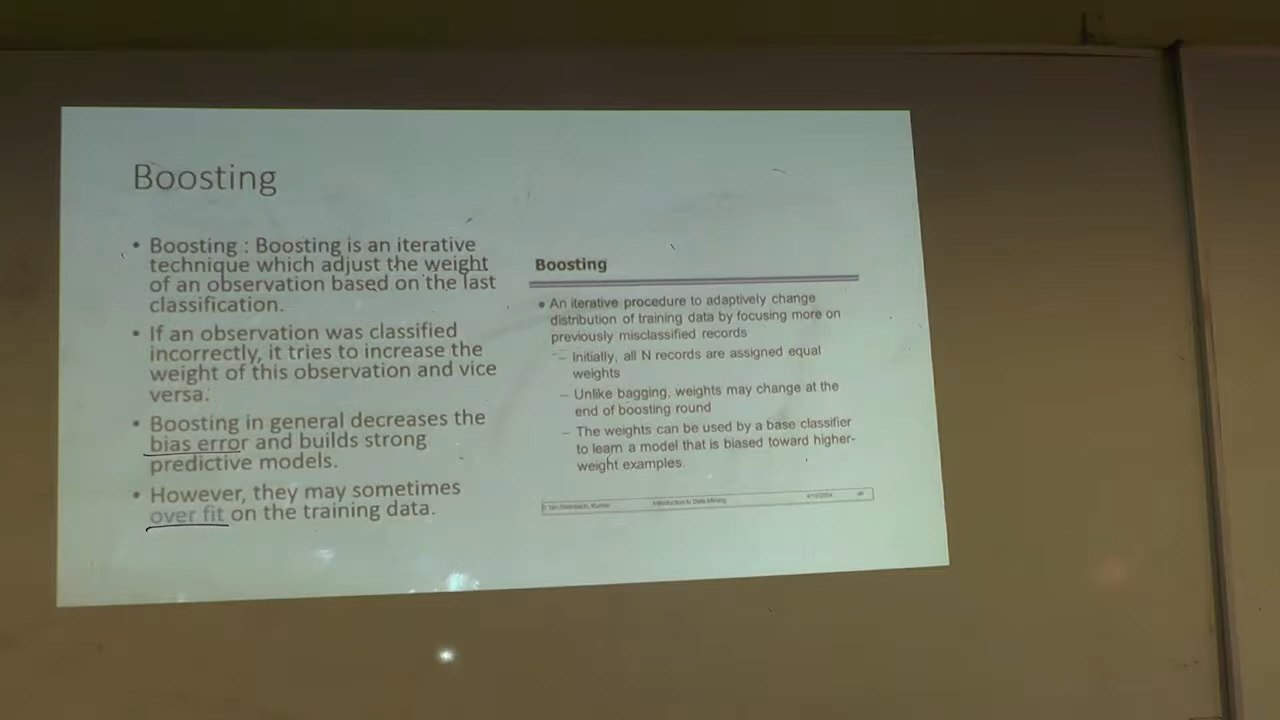 Boosting
• Boosting : Boosting is an iterative
technique which adjust the weight
of an observation based on the last
classification.
• If an observation was classified
incorrectly, it tries to increase the
weight of this observation and vice
versa.
• Boosting in general decreases the
bias error and builds strong
predictive models.
• However, they may sometimes
over fit on the training data.
Boosting
• An iterative procedure to adaptively change
distribution of training data by focusing more on
previously misclassified records
– Initially, all N records are assigned equal
weights
– Unlike bagging, weights may change at the
end of boosting round
– The weights can be used by a base classifier
to learn a model that is biased toward higher-
weight examples.
Introduction to Data Mining